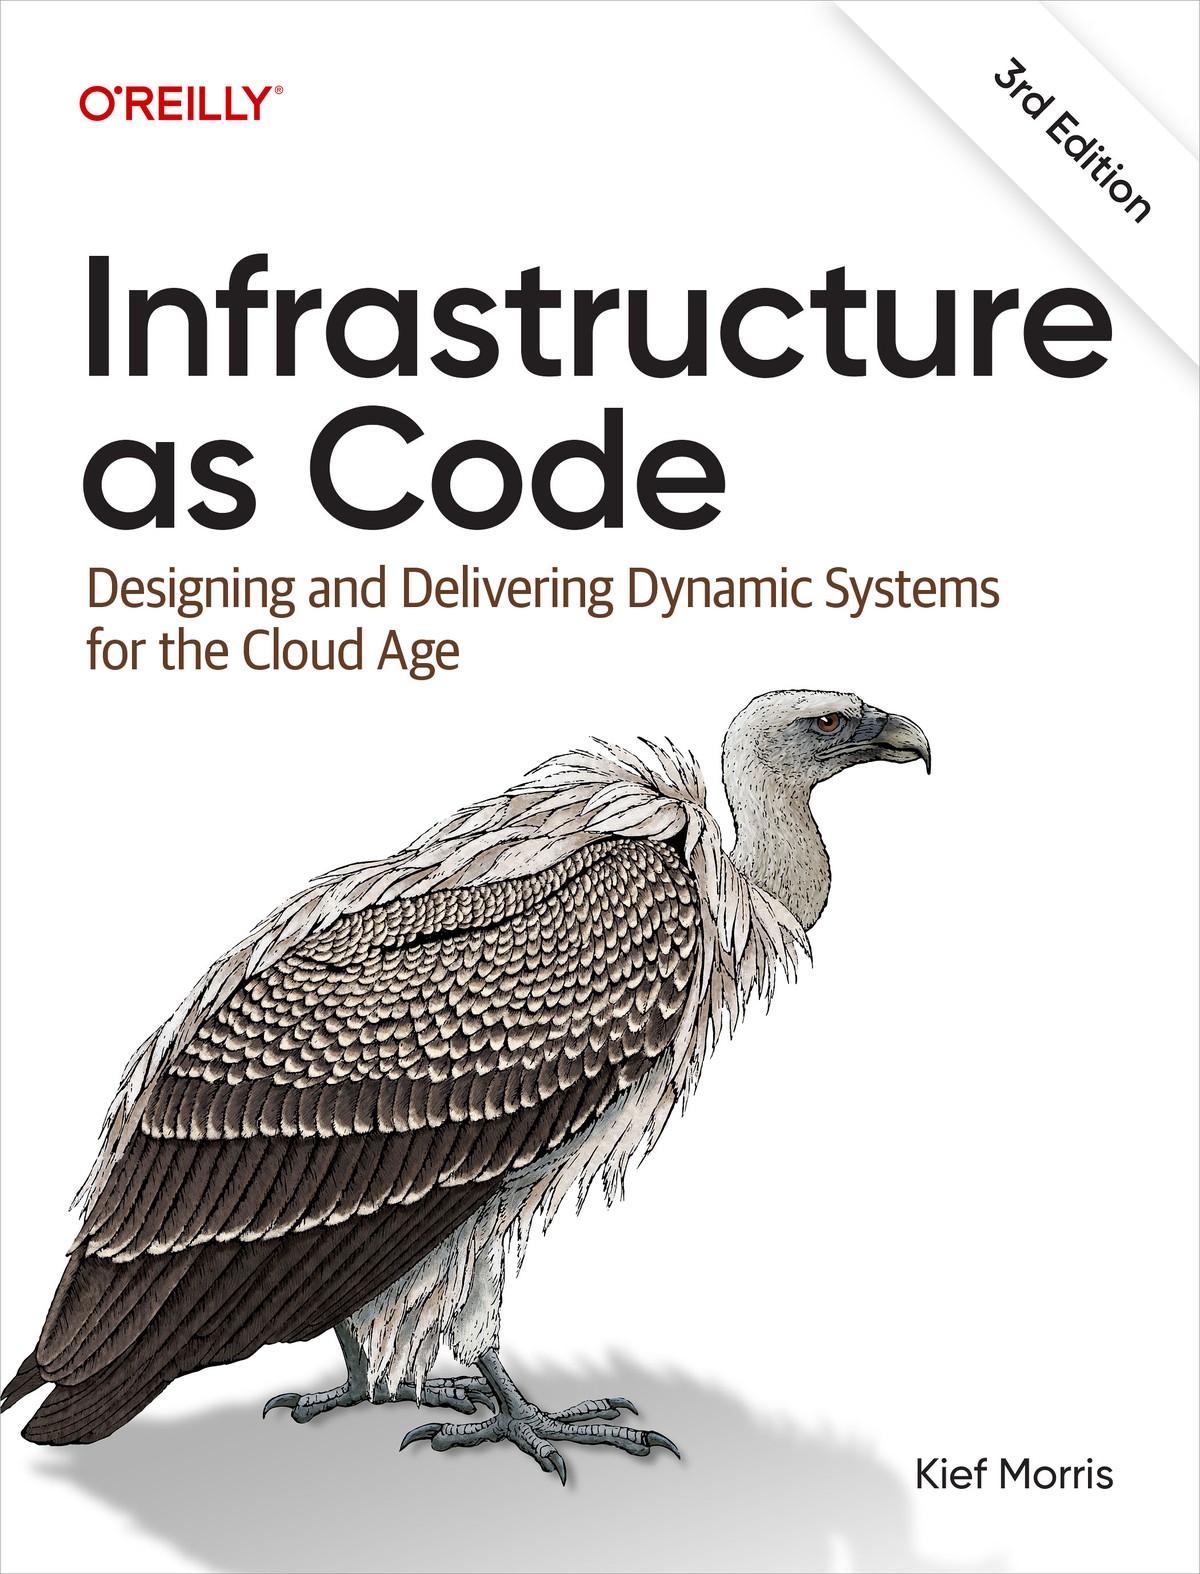 O'REILLY®
3rd Edition
Infrastructure
as Code
Designing and Delivering Dynamic Systems
for the Cloud Age
Kief Morris